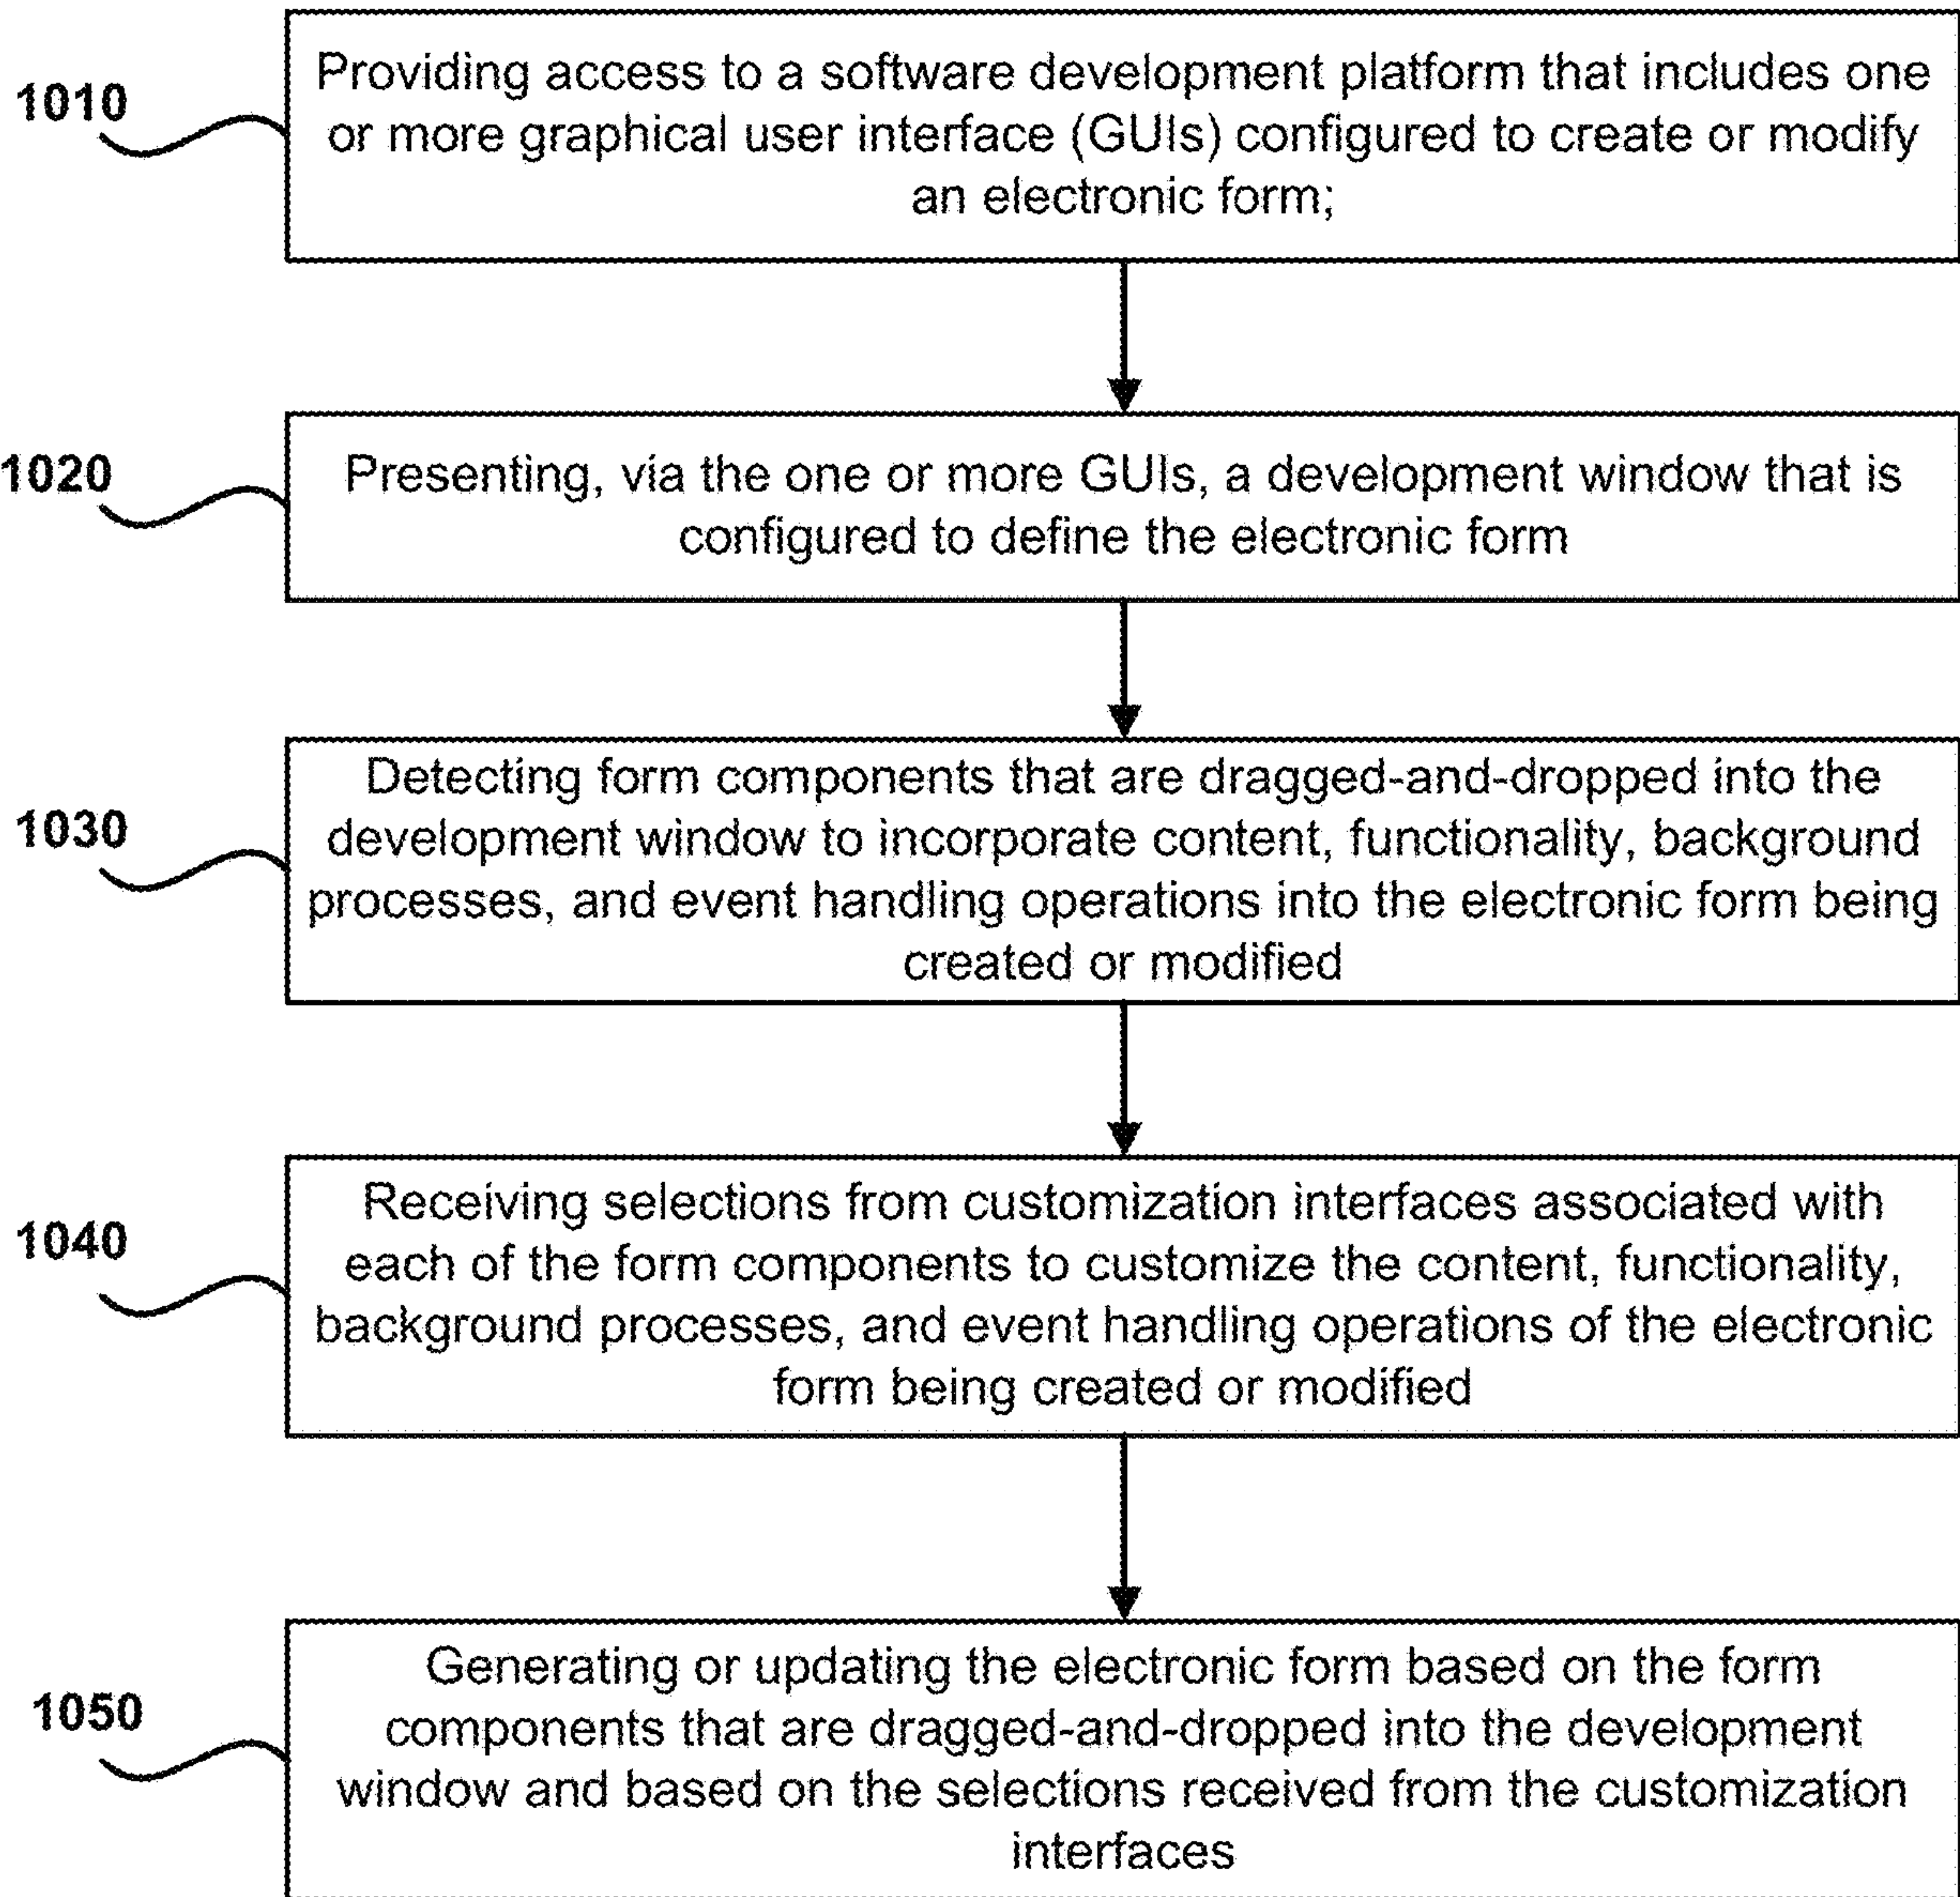 1010
Providing access to a software development platform that includes one
or more graphical user interface (GUIs) configured to create or modify
an electronic form;
1020
Presenting, via the one or more GUIs, a development window that is
configured to define the electronic form
1030
Detecting form components that are dragged-and-dropped into the
development window to incorporate content, functionality, background
processes, and event handling operations into the electronic form being
created or modified
1040
Receiving selections from customization interfaces associated with
each of the form components to customize the content, functionality,
background processes, and event handling operations of the electronic
form being created or modified
1050
Generating or updating the electronic form based on the form
components that are dragged-and-dropped into the development
window and based on the selections received from the customization
interfaces